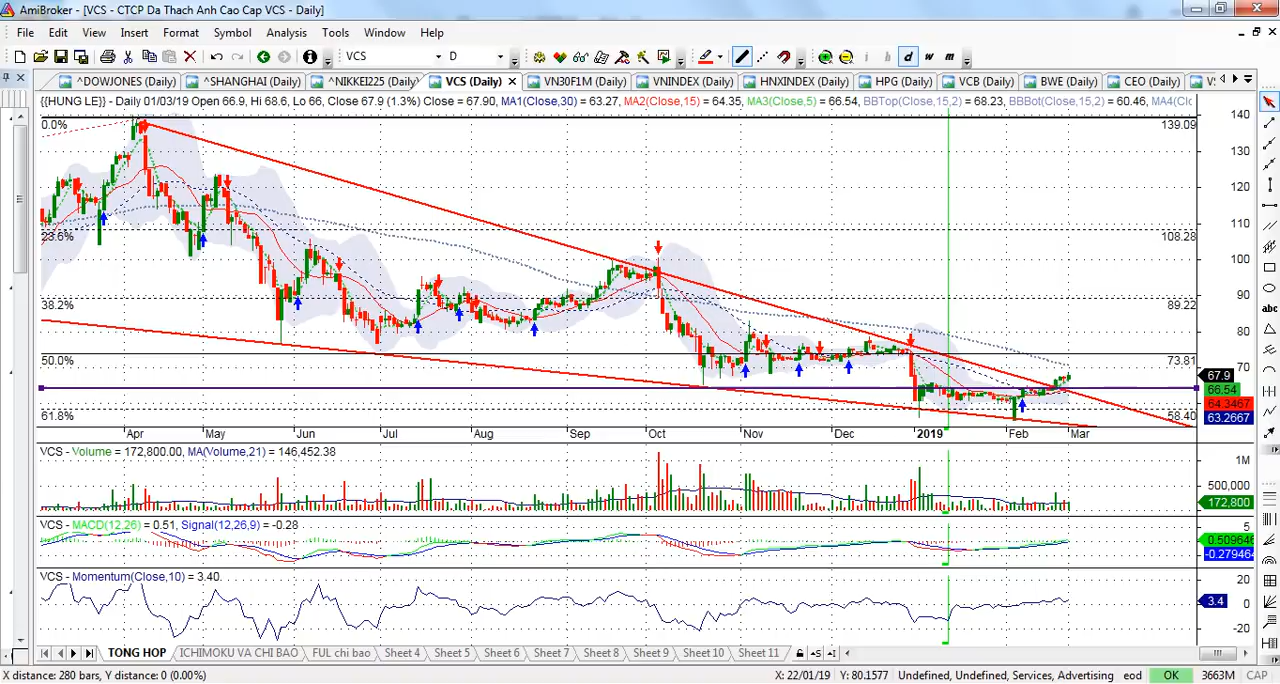 AmiBroker - [VCS - CTCP Da Thach Anh Cao Cap VCS - Daily]
File Edit View Insert Format Symbol Analysis Tools Window Help
VCS D d w m
^DOWJONES (Daily) ^SHANGHAI (Daily) ^NIKKEI225 (Daily) VCS (Daily) VN30F1M (Daily) VNINDEX (Daily) HNXINDEX (Daily) HPG (Daily) VCB (Daily) BWE (Daily) CEO (Daily)
{{HUNG LE}} - Daily 01/03/19 Open 66.9, Hi 68.6, Lo 66, Close 67.9 (1.3%) Close = 67.90, MA1(Close,30) = 63.27, MA2(Close,15) = 64.35, MA3(Close,5) = 66.54, BBTop(Close,15,2) = 68.23, BBBot(Close,15,2) = 60.46, MA4(Clo
140
0.0% 139.09
130
120
110
23.6% 108.28
100
90
38.2% 89.22
80
50.0% 73.81
70
67.9
66.54
64.3467
61.8% 58.40
63.2667
Apr May Jun Jul Aug Sep Oct Nov Dec 2019 Feb Mar
VCS - Volume = 172,800.00, MA(Volume,21) = 146,452.38
1M
500,000
172,800
VCS - MACD(12,26) = 0.51, Signal(12,26,9) = -0.28
5
0.509646
-0.279464
VCS - Momentum(Close,10) = 3.40
20
3.4
0
-20
TONG HOP ICHIMOKU VA CHI BAO FUL chi bao Sheet 4 Sheet 5 Sheet 6 Sheet 7 Sheet 8 Sheet 9 Sheet 10 Sheet 11
X distance: 280 bars, Y distance: 0 (0.00%) X: 22/01/19 Y: 80.1577 Undefined, Undefined, Services, Advertising eod OK 3663M CAP
abc